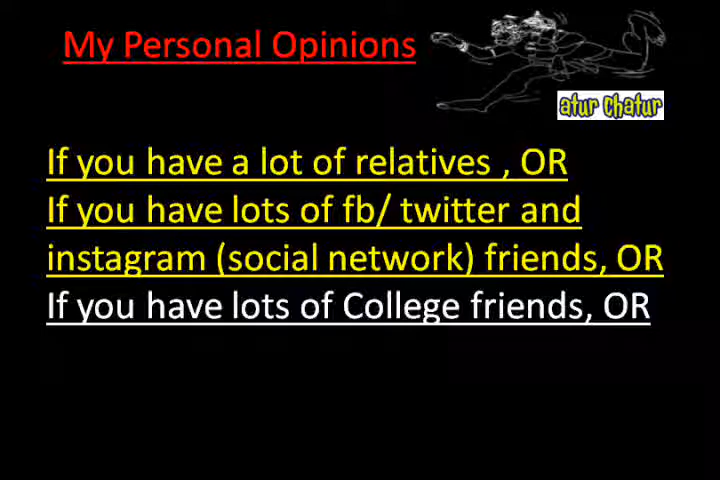 My Personal Opinions
atur chatur
If you have a lot of relatives , OR
If you have lots of fb/ twitter and
instagram (social network) friends, OR
If you have lots of College friends, OR